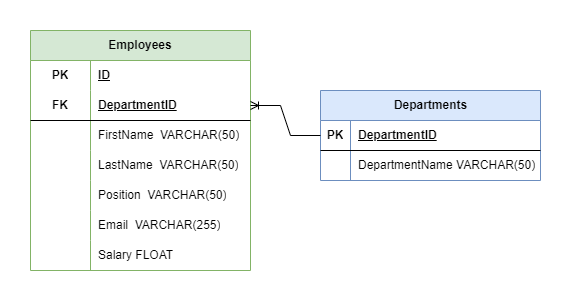 Employees
PK ID
FK DepartmentID
FirstName VARCHAR(50)
LastName VARCHAR(50)
Position VARCHAR(50)
Email VARCHAR(255)
Salary FLOAT
Departments
PK DepartmentID
DepartmentName VARCHAR(50)